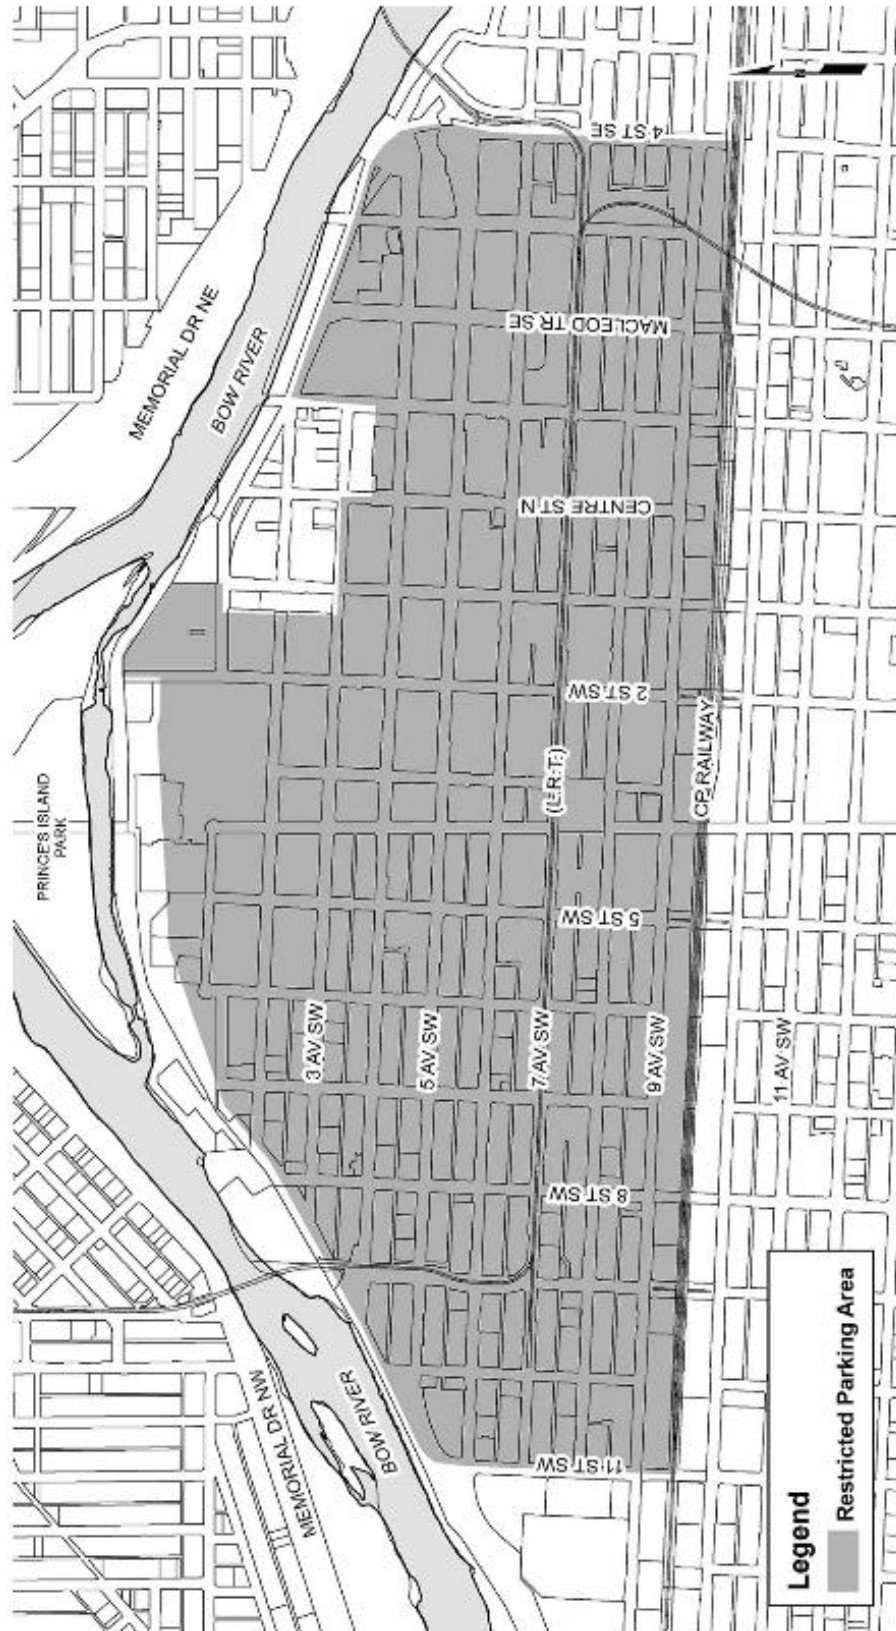 PRINCE'S ISLAND
PARK
MEMORIAL DR NE
BOW RIVER
MEMORIAL DR NW
BOW RIVER
3 AV SW
5 AV SW
7 AV SW
9 AV SW
11 AV SW
(L.R.T.)
CP RAILWAY
11 ST SW
8 ST SW
5 ST SW
2 ST SW
CENTRE ST N
MACLEOD TR SE
4 ST SE
N
Legend
Restricted Parking Area